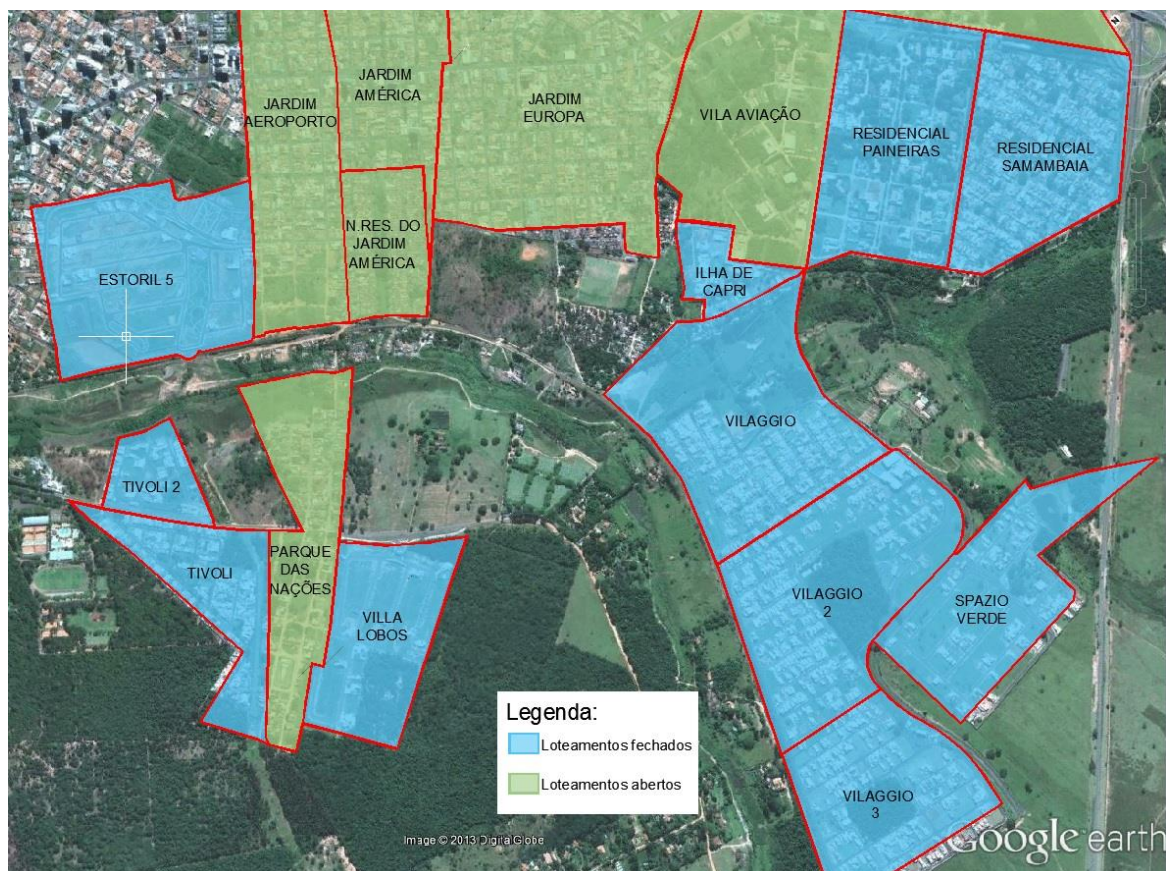 JARDIM
AEROPORTO
JARDIM
AMÉRICA
JARDIM
EUROPA
VILA AVIAÇÃO
RESIDENCIAL
PAINEIRAS
RESIDENCIAL
SAMAMBAIA
N.RES. DO
JARDIM
AMÉRICA
ESTORIL 5
ILHA DE
CAPRI
VILAGGIO
TIVOLI 2
TIVOLI
PARQUE
DAS
NAÇÕES
VILLA
LOBOS
VILAGGIO
2
SPAZIO
VERDE
VILAGGIO
3
Legenda:
Loteamentos fechados
Loteamentos abertos
Image © 2013 DigitalGlobe
Google earth
N